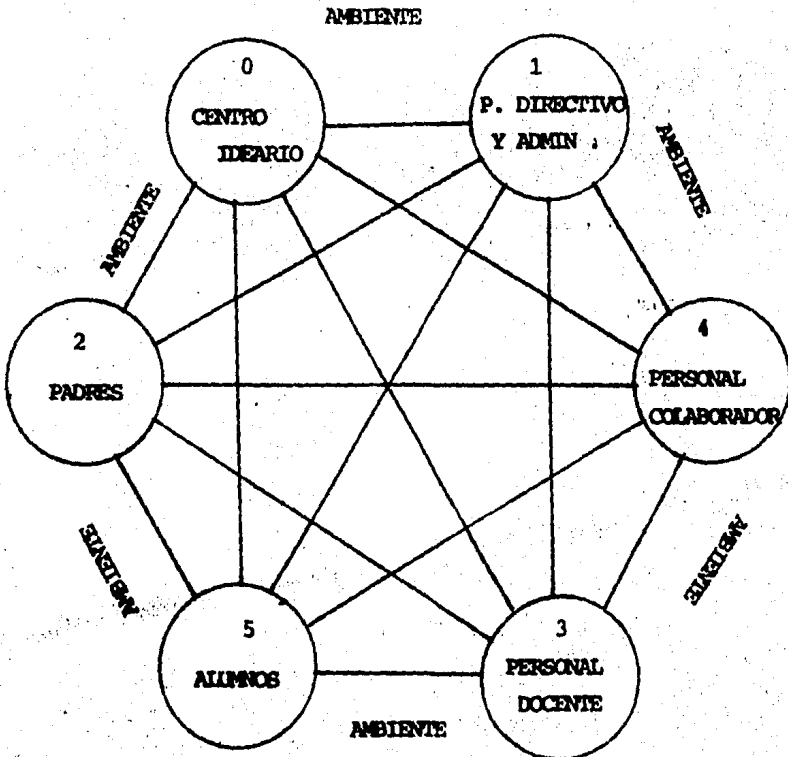 AMBIENTE
0
CENTRO
IDEARIO
1
P. DIRECTIVO
Y ADMIN.
AMBIENTE
AMBIENTE
2
PADRES
4
PERSONAL
COLABORADOR
AMBIENTE
AMBIENTE
5
ALUMNOS
3
PERSONAL
DOCENTE
AMBIENTE